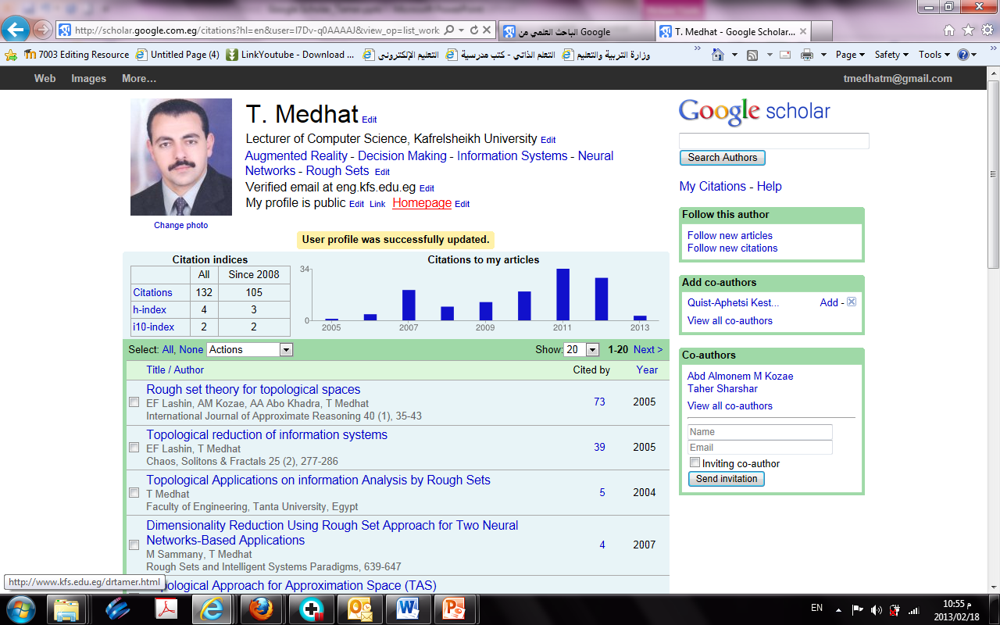 http://scholar.google.com.eg/citations?hl=en&user=I7Dv-q0AAAAJ&view_op=list_work
الباحث العلمي من Google
T. Medhat - Google Scholar...
7003 Editing Resource
Untitled Page (4)
LinkYoutube - Download ...
التعليم الإلكترونى
التعلم الذاتي - كتب مدرسية
وزارة التربية والتعليم
Page
Safety
Tools
Web Images More...
tmedhatm@gmail.com
T. Medhat Edit
Lecturer of Computer Science, Kafrelsheikh University Edit
Augmented Reality - Decision Making - Information Systems - Neural
Networks - Rough Sets Edit
Verified email at eng.kfs.edu.eg Edit
My profile is public Edit Link Homepage Edit
Change photo
User profile was successfully updated.
Citation indices
All Since 2008
Citations 132 105
h-index 4 3
i10-index 2 2
Citations to my articles
34
0
2005 2007 2009 2011 2013
Select: All, None Actions
Show: 20 1-20 Next >
Title / Author Cited by Year
Rough set theory for topological spaces 73 2005
EF Lashin, AM Kozae, AA Abo Khadra, T Medhat
International Journal of Approximate Reasoning 40 (1), 35-43
Topological reduction of information systems 39 2005
EF Lashin, T Medhat
Chaos, Solitons & Fractals 25 (2), 277-286
Topological Applications on information Analysis by Rough Sets 5 2004
T Medhat
Faculty of Engineering, Tanta University, Egypt
Dimensionality Reduction Using Rough Set Approach for Two Neural
Networks-Based Applications 4 2007
M Sammany, T Medhat
Rough Sets and Intelligent Systems Paradigms, 639-647
Approach for Approximation Space (TAS)
http://www.kfs.edu.eg/drtamer.html
Google scholar
Search Authors
My Citations - Help
Follow this author
Follow new articles
Follow new citations
Add co-authors
Quist-Aphetsi Kest... Add -
View all co-authors
Co-authors
Abd Almonem M Kozae
Taher Sharshar
View all co-authors
Name
Email
Inviting co-author
Send invitation
EN
10:55 م
2013/02/18